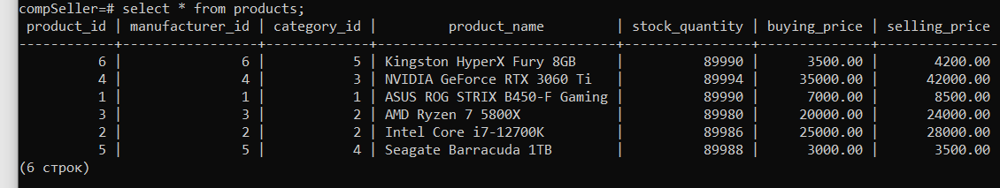 compSeller=# select * from products;
 product_id | manufacturer_id | category_id |        product_name         | stock_quantity | buying_price | selling_price
------------+-----------------+-------------+-----------------------------+----------------+--------------+---------------
          6 |               6 |           5 | Kingston HyperX Fury 8GB    |          89990 |      3500.00 |       4200.00
          4 |               4 |           3 | NVIDIA GeForce RTX 3060 Ti  |          89994 |     35000.00 |      42000.00
          1 |               1 |           1 | ASUS ROG STRIX B450-F Gaming |          89990 |      7000.00 |       8500.00
          3 |               3 |           2 | AMD Ryzen 7 5800X           |          89980 |     20000.00 |      24000.00
          2 |               2 |           2 | Intel Core i7-12700K        |          89986 |     25000.00 |      28000.00
          5 |               5 |           4 | Seagate Barracuda 1TB       |          89988 |      3000.00 |       3500.00
(6 строк)